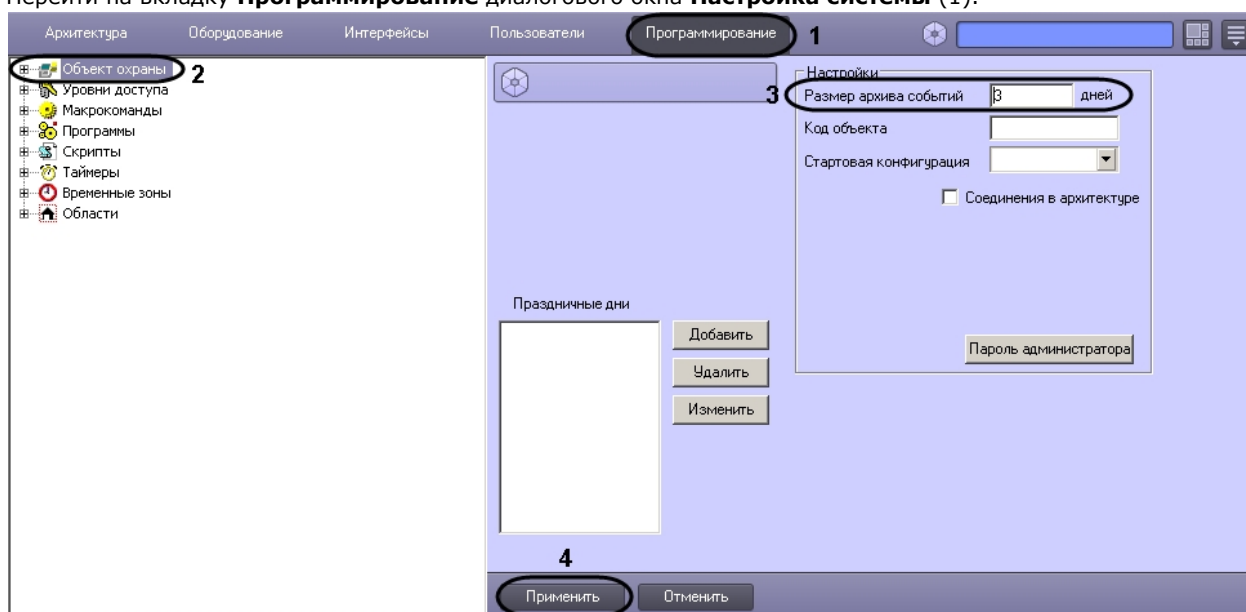 Перейти на вкладку Программирование диалогового окна Настройка системы (1).
Архитектура Оборудование Интерфейсы Пользователи Программирование 1
Объект охраны 2
Уровни доступа
Макрокоманды
Программы
Скрипты
Таймеры
Временные зоны
Области
Настройки
3 Размер архива событий 3 дней
Код объекта
Стартовая конфигурация
Соединения в архитектуре
Праздничные дни
Добавить
Удалить
Изменить
Пароль администратора
4
Применить Отменить